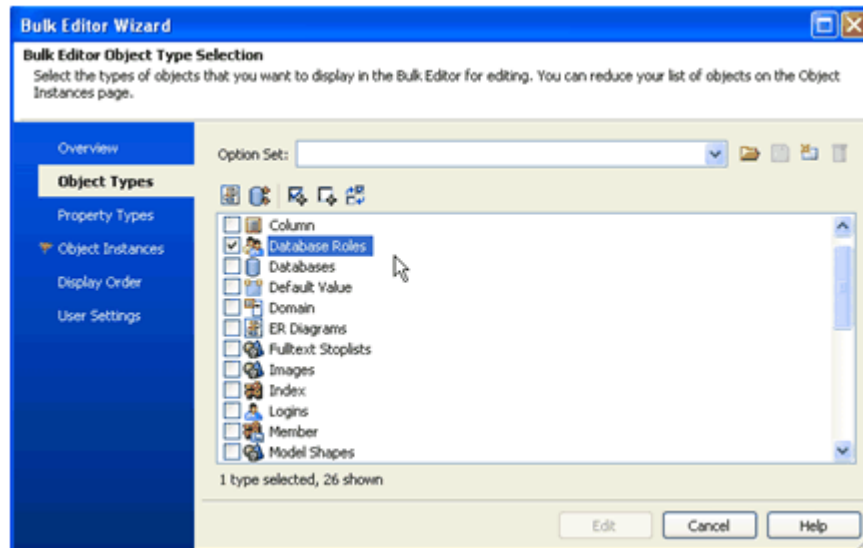 Bulk Editor Wizard
Bulk Editor Object Type Selection
Select the types of objects that you want to display in the Bulk Editor for editing. You can reduce your list of objects on the Object
Instances page.
Overview
Object Types
Property Types
Object Instances
Display Order
User Settings
Option Set:
Column
Database Roles
Databases
Default Value
Domain
ER Diagrams
Fulltext Stoplists
Images
Index
Logins
Member
Model Shapes
1 type selected, 26 shown
Edit
Cancel
Help